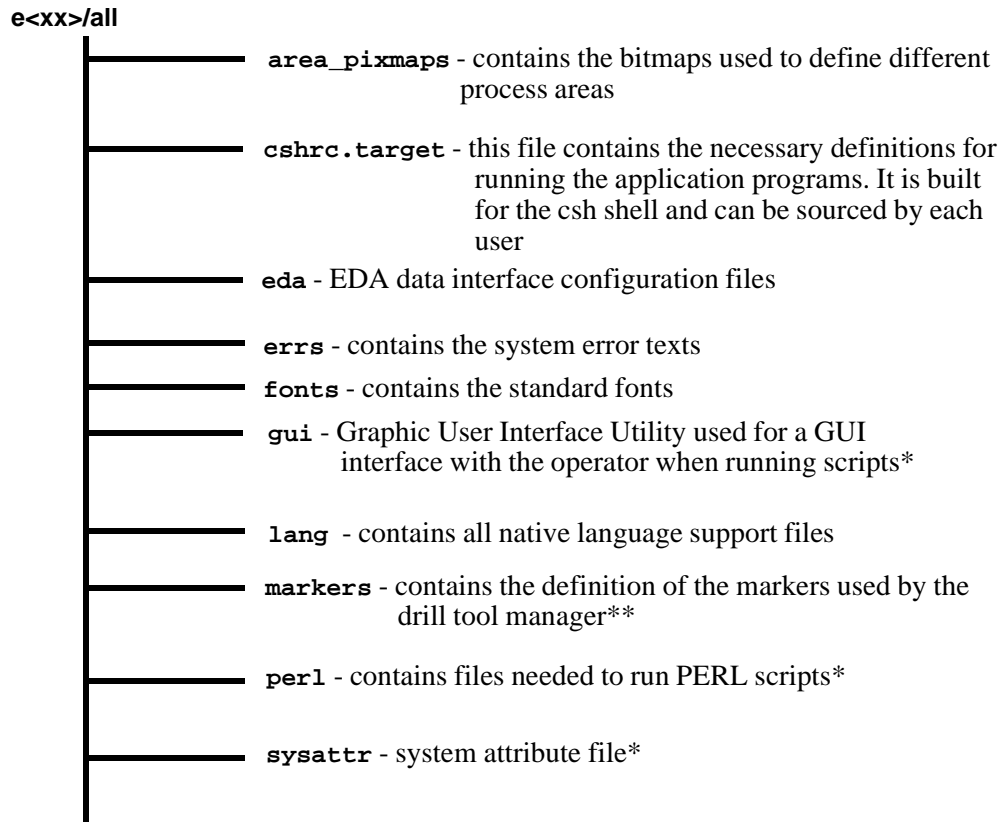 e<xx>/all
area_pixmaps - contains the bitmaps used to define different
process areas
cshrc.target - this file contains the necessary definitions for
running the application programs. It is built
for the csh shell and can be sourced by each
user
eda - EDA data interface configuration files
errs - contains the system error texts
fonts - contains the standard fonts
gui - Graphic User Interface Utility used for a GUI
interface with the operator when running scripts*
lang - contains all native language support files
markers - contains the definition of the markers used by the
drill tool manager**
perl - contains files needed to run PERL scripts*
sysattr - system attribute file*